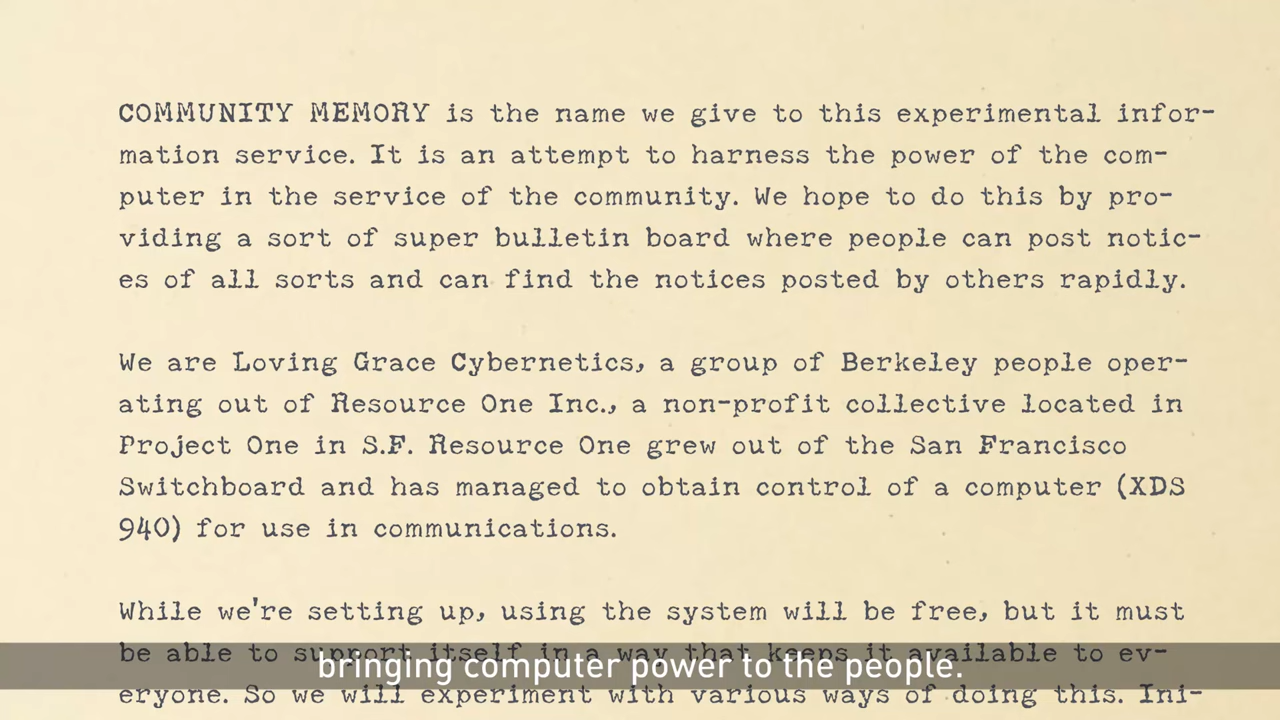 COMMUNITY MEMORY is the name we give to this experimental infor-
mation service. It is an attempt to harness the power of the com-
puter in the service of the community. We hope to do this by pro-
viding a sort of super bulletin board where people can post notic-
es of all sorts and can find the notices posted by others rapidly.
We are Loving Grace Cybernetics, a group of Berkeley people oper-
ating out of Resource One Inc., a non-profit collective located in
Project One in S.F. Resource One grew out of the San Francisco
Switchboard and has managed to obtain control of a computer (XDS
940) for use in communications.
While we're setting up, using the system will be free, but it must
be able to support itself in a way that keeps it available to ev-
bringing computer power to the people.
eryone. So we will experiment with various ways of doing this. Ini-